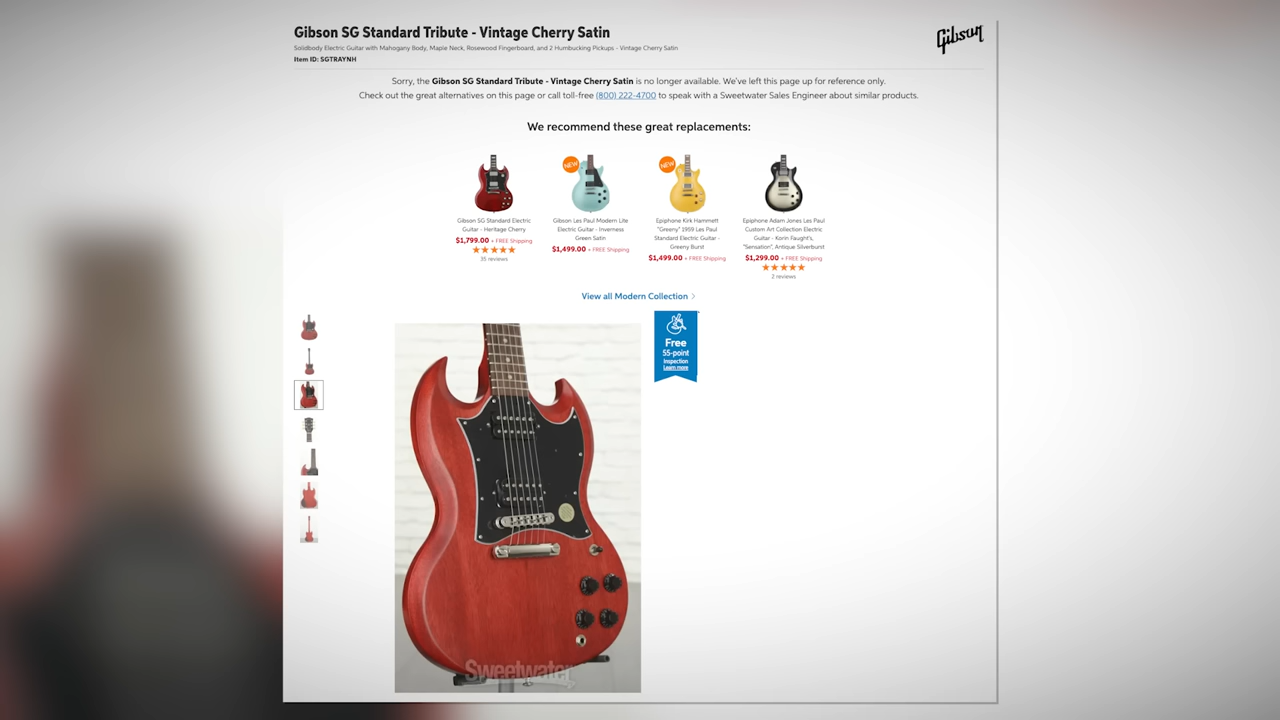 Gibson SG Standard Tribute - Vintage Cherry Satin
Solidbody Electric Guitar with Mahogany Body, Maple Neck, Rosewood Fingerboard, and 2 Humbucking Pickups - Vintage Cherry Satin
Item ID: SGTRAYNH
Gibson
Sorry, the Gibson SG Standard Tribute - Vintage Cherry Satin is no longer available. We've left this page up for reference only.
Check out the great alternatives on this page or call toll-free (800) 222-4700 to speak with a Sweetwater Sales Engineer about similar products.
We recommend these great replacements:
Gibson SG Standard Electric
Guitar - Heritage Cherry
$1,799.00 + FREE Shipping
35 reviews
NEW
Gibson Les Paul Modern Lite
Electric Guitar - Inverness
Green Satin
$1,499.00 + FREE Shipping
NEW
Epiphone Kirk Hammett
"Greeny" 1959 Les Paul
Standard Electric Guitar -
Greeny Burst
$1,499.00 + FREE Shipping
Epiphone Adam Jones Les Paul
Custom Art Collection Electric
Guitar - Korin Faught's,
"Sensation", Antique Silverburst
$1,299.00 + FREE Shipping
2 reviews
View all Modern Collection >
Free
55-point
inspection
Learn more
Sweetwater